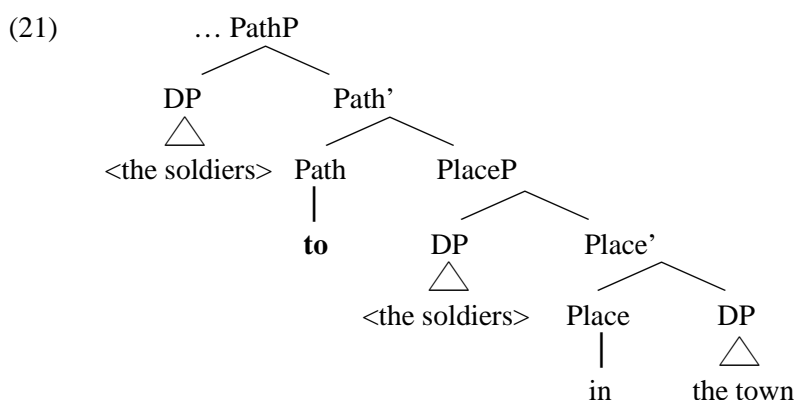 (21) … PathP
DP Path’
<the soldiers> Path PlaceP
to DP Place’
<the soldiers> Place DP
in the town